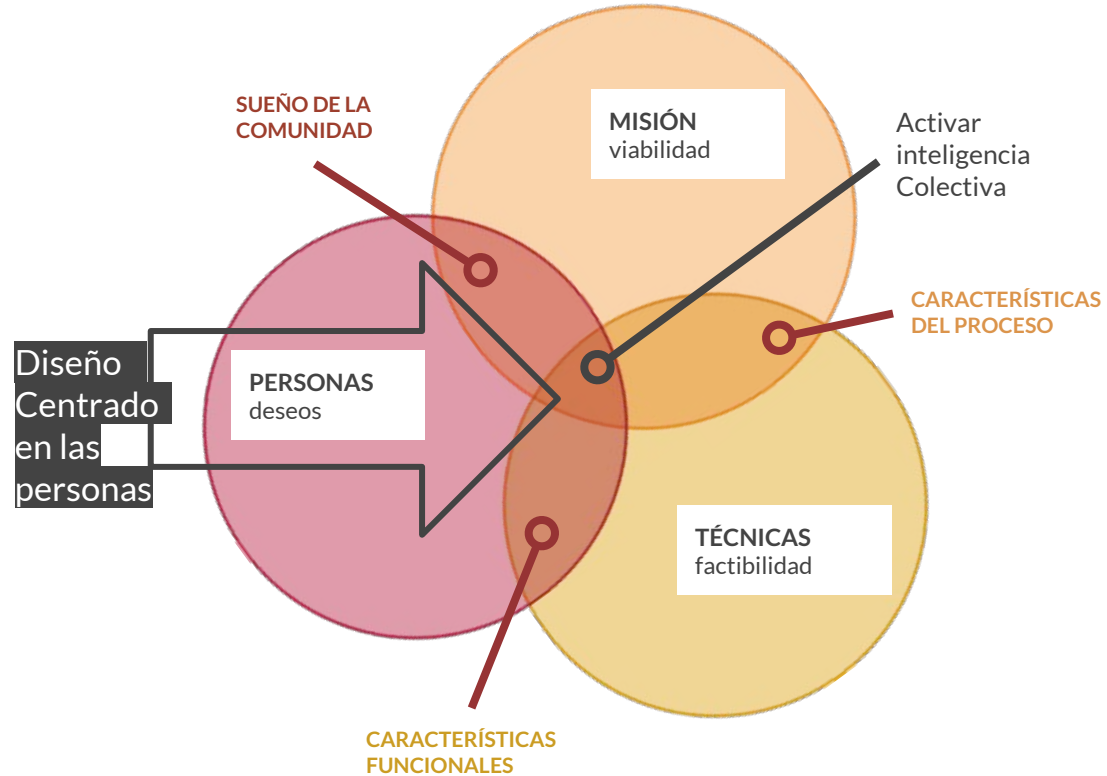 SUEÑO DE LA
COMUNIDAD
MISIÓN
viabilidad
Activar
inteligencia
Colectiva
CARACTERÍSTICAS
DEL PROCESO
Diseño
Centrado
en las
personas
PERSONAS
deseos
TÉCNICAS
factibilidad
CARACTERÍSTICAS
FUNCIONALES